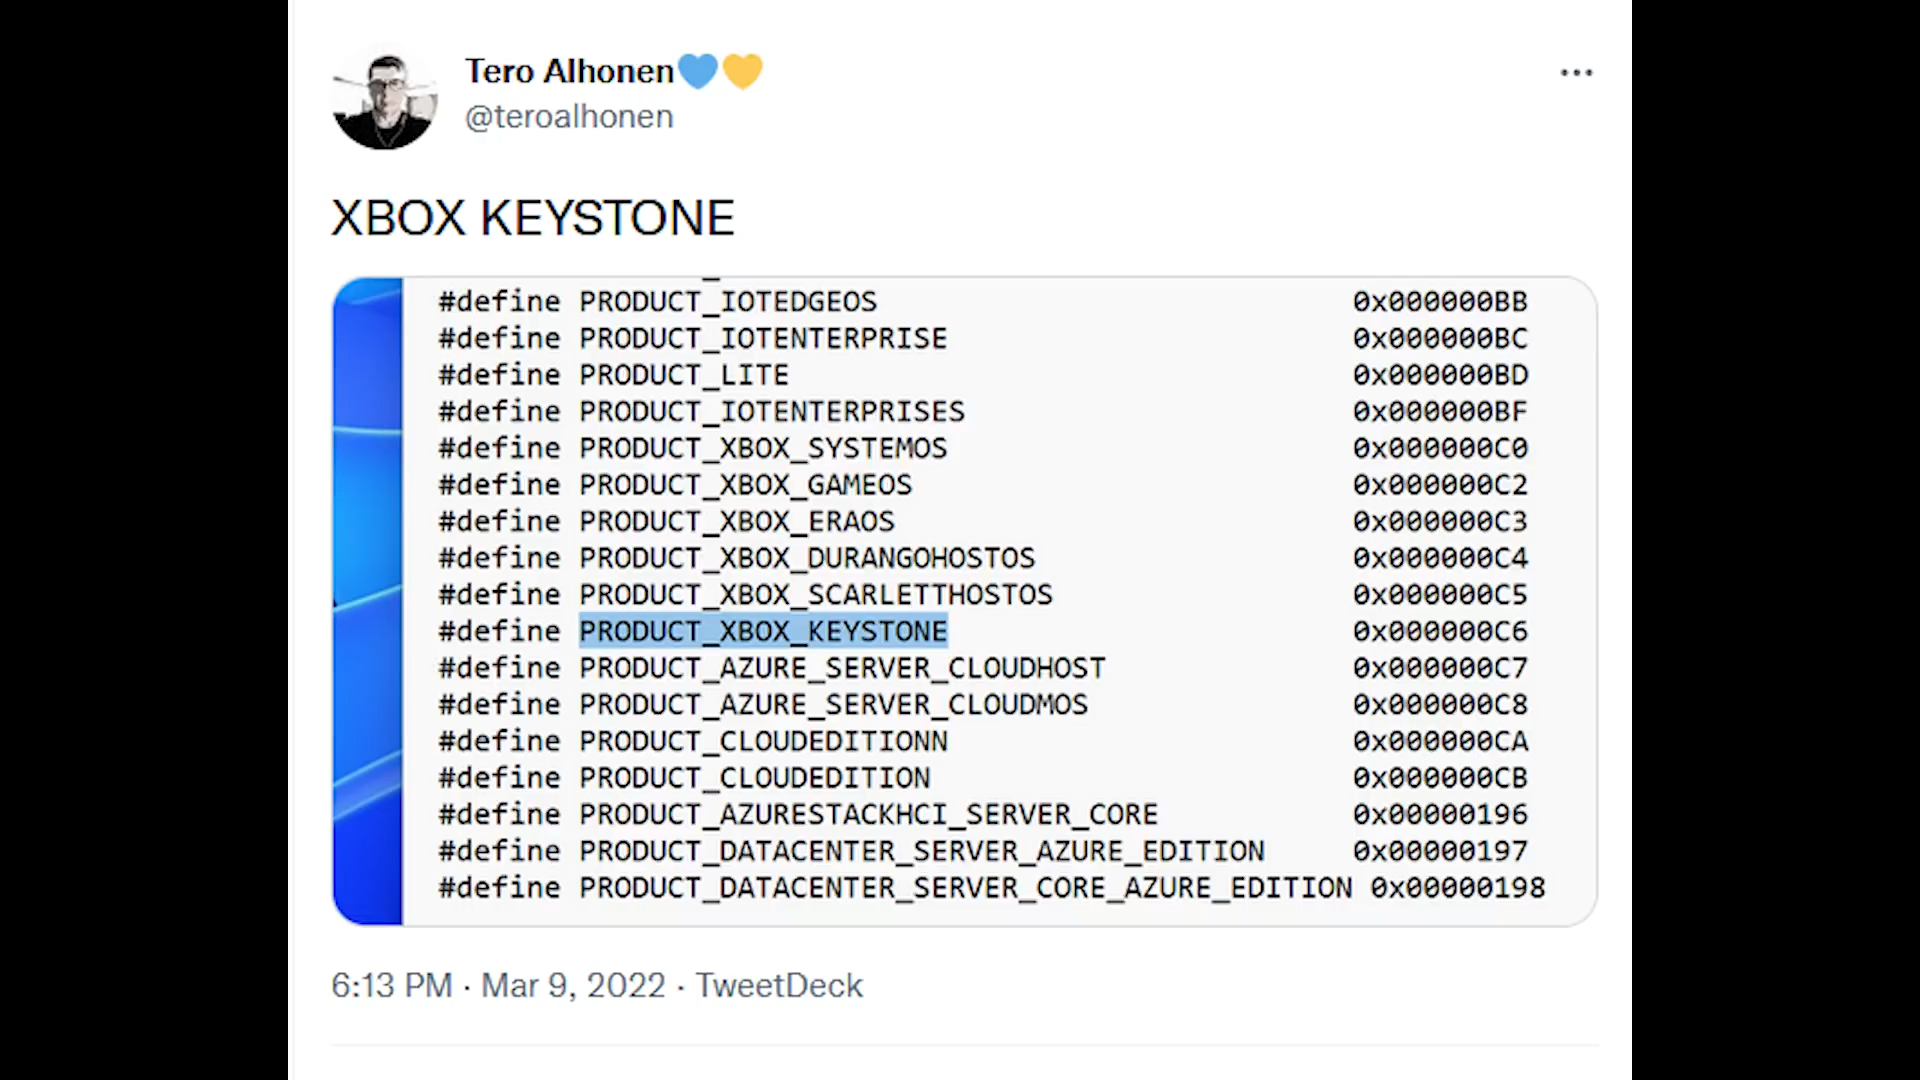 Tero Alhonen💙💛
@teroalhonen
XBOX KEYSTONE
#define PRODUCT_IOTEDGEOS 0x000000BB
#define PRODUCT_IOTENTERPRISE 0x000000BC
#define PRODUCT_LITE 0x000000BD
#define PRODUCT_IOTENTERPRISES 0x000000BF
#define PRODUCT_XBOX_SYSTEMOS 0x000000C0
#define PRODUCT_XBOX_GAMEOS 0x000000C2
#define PRODUCT_XBOX_ERAOS 0x000000C3
#define PRODUCT_XBOX_DURANGOHOSTOS 0x000000C4
#define PRODUCT_XBOX_SCARLETTHOSTOS 0x000000C5
#define PRODUCT_XBOX_KEYSTONE 0x000000C6
#define PRODUCT_AZURE_SERVER_CLOUDHOST 0x000000C7
#define PRODUCT_AZURE_SERVER_CLOUDMOS 0x000000C8
#define PRODUCT_CLOUDEDITIONN 0x000000CA
#define PRODUCT_CLOUDEDITION 0x000000CB
#define PRODUCT_AZURESTACKHCI_SERVER_CORE 0x00000196
#define PRODUCT_DATACENTER_SERVER_AZURE_EDITION 0x00000197
#define PRODUCT_DATACENTER_SERVER_CORE_AZURE_EDITION 0x00000198
6:13 PM · Mar 9, 2022 · TweetDeck